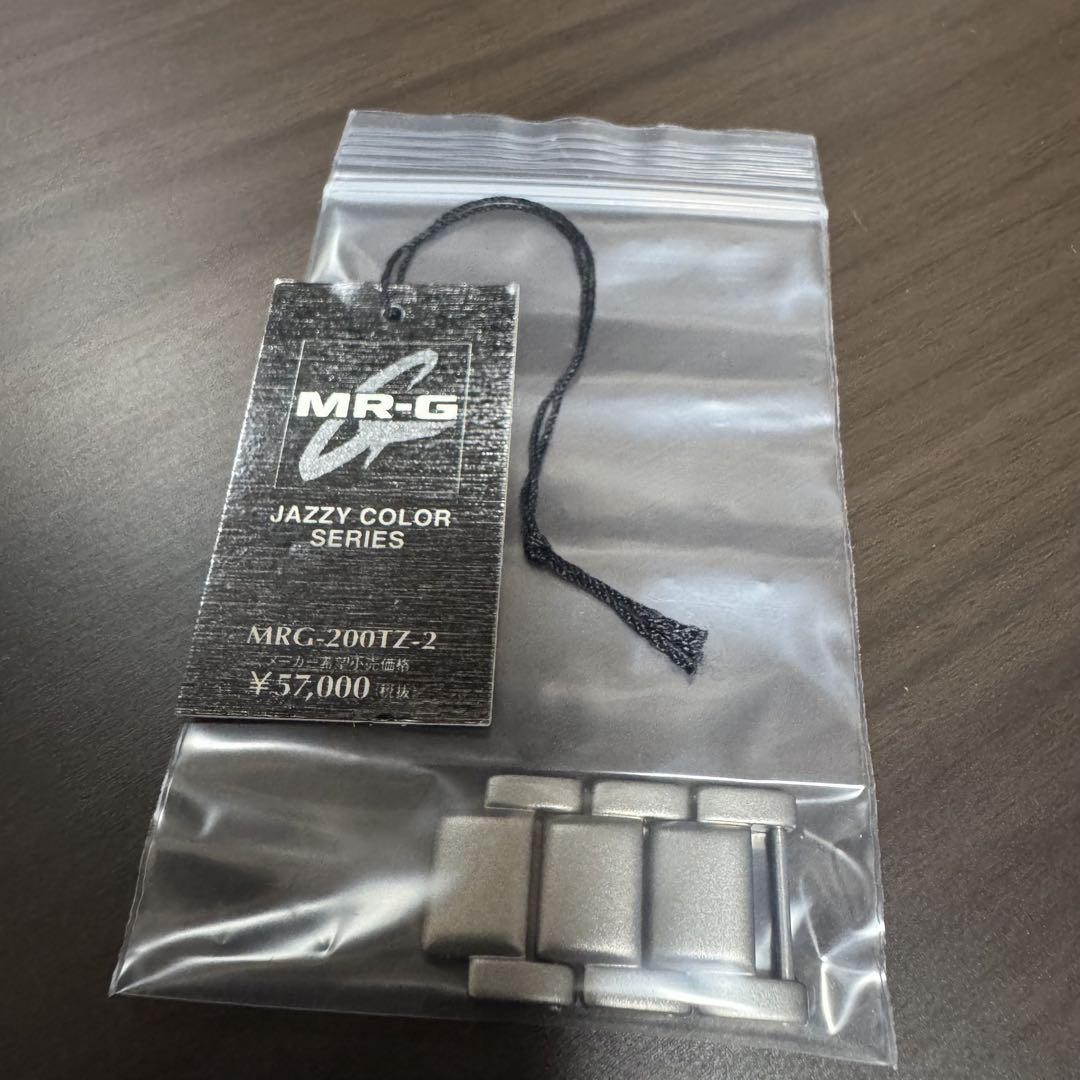 MR-G
JAZZY COLOR
SERIES
MRG-200TZ-2
メーカー希望小売価格
¥57,000 税抜